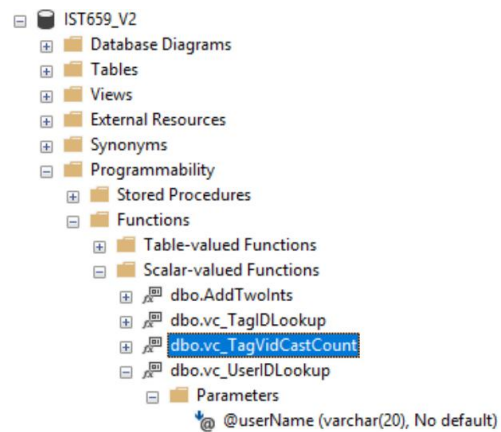 IST659_V2
Database Diagrams
Tables
Views
External Resources
Synonyms
Programmability
Stored Procedures
Functions
Table-valued Functions
Scalar-valued Functions
dbo.AddTwoInts
dbo.vc_TagIDLookup
dbo.vc_TagVidCastCount
dbo.vc_UserIDLookup
Parameters
@userName (varchar(20), No default)